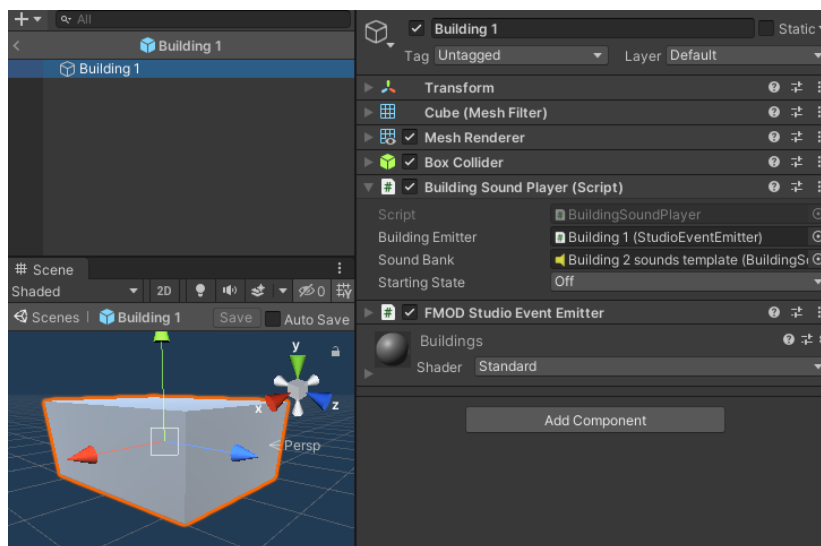 All
Building 1
Building 1
# Scene
Shaded
2D
0
Scenes
Building 1
Save
Auto Save
y
x
z
Persp
Building 1
Static
Tag
Untagged
Layer
Default
Transform
Cube (Mesh Filter)
Mesh Renderer
Box Collider
# Building Sound Player (Script)
Script
BuildingSoundPlayer
Building Emitter
Building 1 (StudioEventEmitter)
Sound Bank
Building 2 sounds template (BuildingSo
Starting State
Off
# FMOD Studio Event Emitter
Buildings
Shader
Standard
Add Component